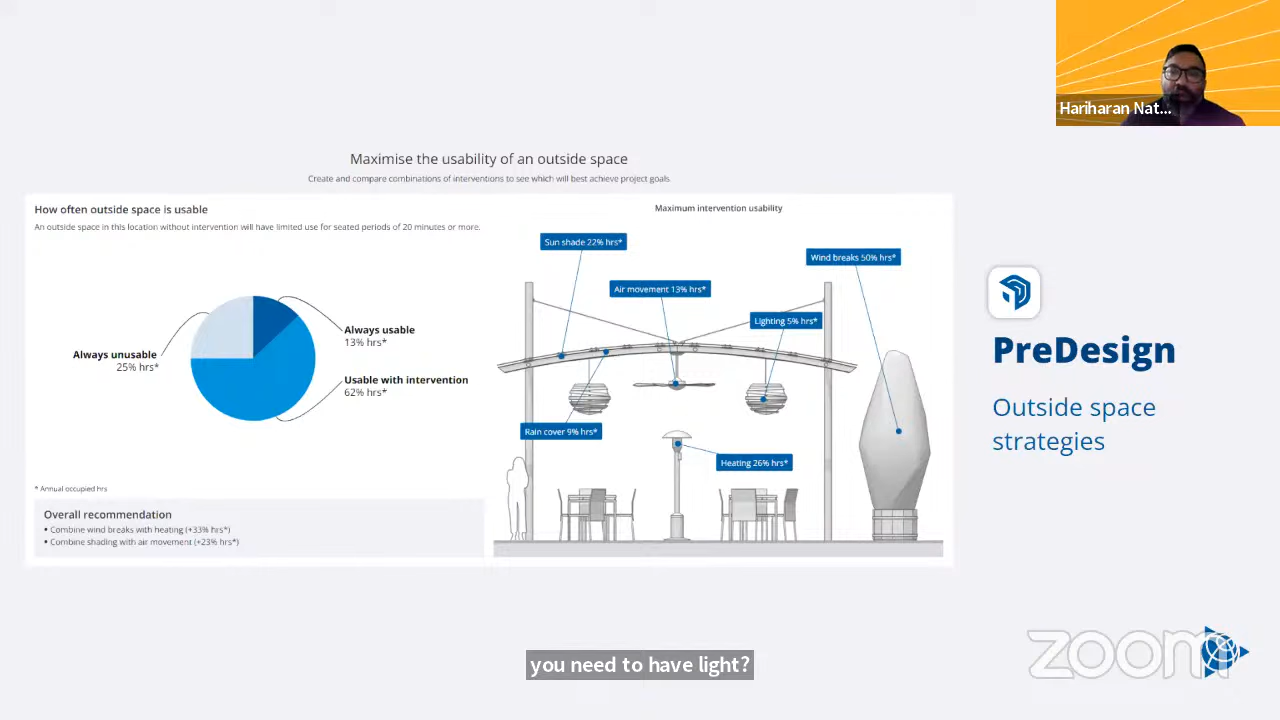 Hariharan Nat...
Maximise the usability of an outside space
Create and compare combinations of interventions to see which will best achieve project goals
How often outside space is usable
An outside space in this location without intervention will have limited use for seated periods of 20 minutes or more.
Always unusable
25% hrs*
Always usable
13% hrs*
Usable with intervention
62% hrs*
* Annual occupied hrs
Overall recommendation
• Combine wind breaks with heating (+33% hrs*)
• Combine shading with air movement (+23% hrs*)
Maximum intervention usability
Sun shade 22% hrs*
Wind breaks 50% hrs*
Air movement 13% hrs*
Lighting 5% hrs*
Rain cover 9% hrs*
Heating 26% hrs*
PreDesign
Outside space
strategies
you need to have light?
zoom